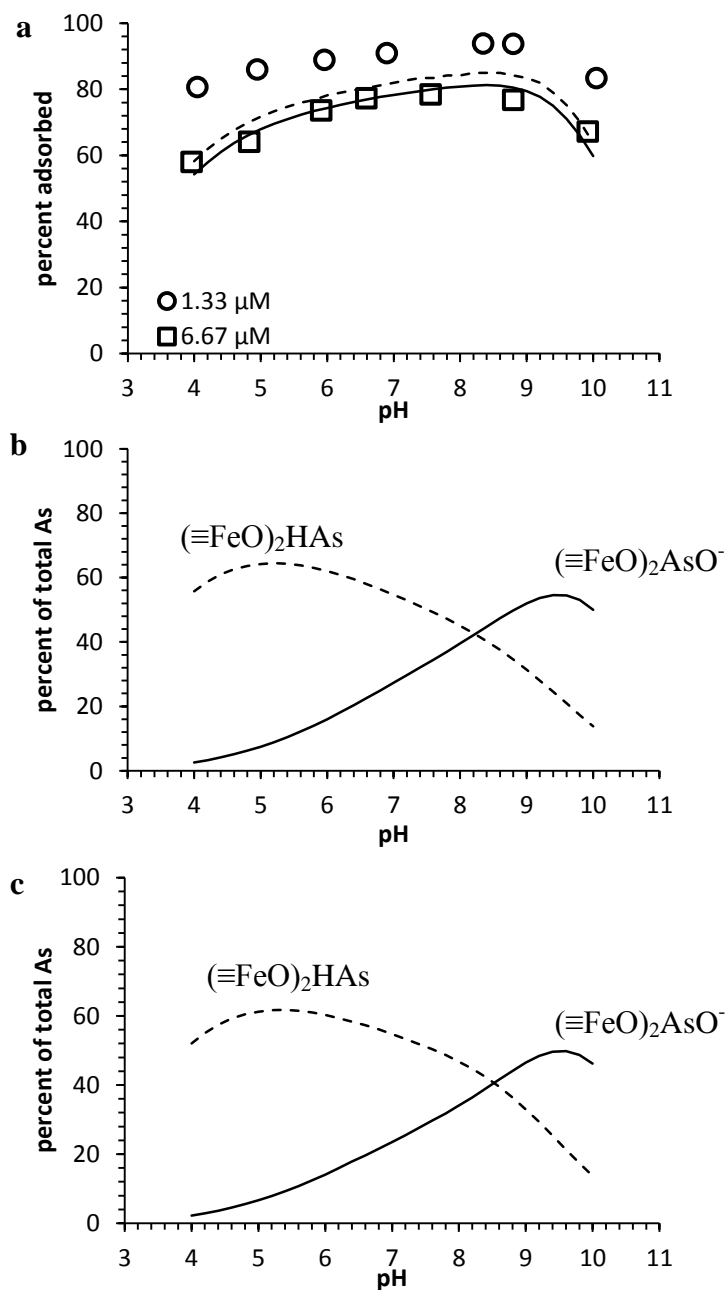 a
percent adsorbed
100
80
60
40
20
0
1.33 µM
6.67 µM
3 4 5 6 7 8 9 10 11
pH
b
percent of total As
100
80
60
40
20
0
(≡FeO)₂HAs
(≡FeO)₂AsO⁻
3 4 5 6 7 8 9 10 11
pH
c
percent of total As
100
80
60
40
20
0
(≡FeO)₂HAs
(≡FeO)₂AsO⁻
3 4 5 6 7 8 9 10 11
pH